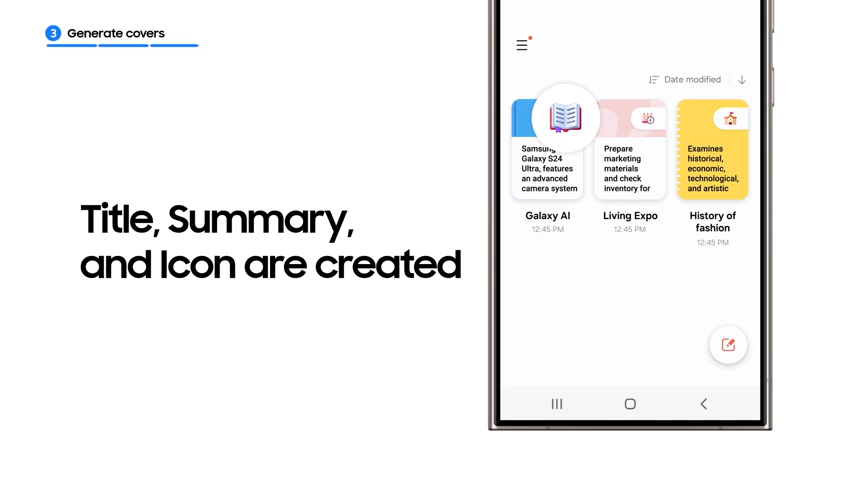 3 Generate covers
Date modified
Samsung
Galaxy S24
Ultra, features
an advanced
camera system
Prepare
marketing
materials
and check
inventory for
Examines
historical,
economic,
technological,
and artistic
Galaxy AI
12:45 PM
Living Expo
12:45 PM
History of
fashion
12:45 PM
Title, Summary,
and Icon are created